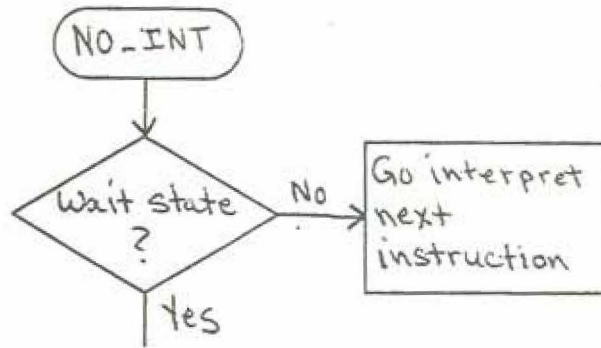 NO_INT
Wait state
?
No
Go interpret
next
instruction
Yes